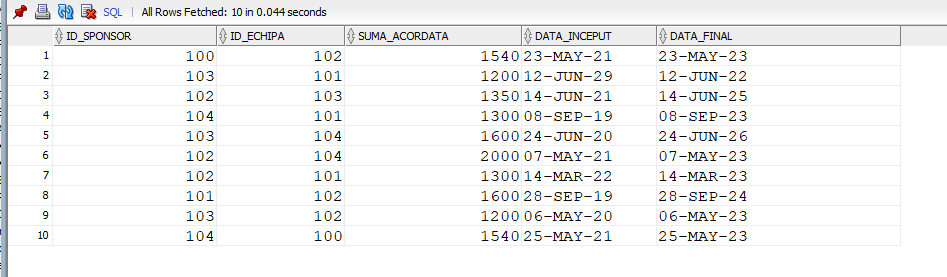 SQL | All Rows Fetched: 10 in 0.044 seconds
ID_SPONSOR ID_ECHIPA SUMA_ACORDATA DATA_INCEPUT DATA_FINAL
1 100 102 1540 23-MAY-21 23-MAY-23
2 103 101 1200 12-JUN-29 12-JUN-22
3 102 103 1350 14-JUN-21 14-JUN-25
4 104 101 1300 08-SEP-19 08-SEP-23
5 103 104 1600 24-JUN-20 24-JUN-26
6 102 104 2000 07-MAY-21 07-MAY-23
7 102 101 1300 14-MAR-22 14-MAR-23
8 101 102 1600 28-SEP-19 28-SEP-24
9 103 102 1200 06-MAY-20 06-MAY-23
10 104 100 1540 25-MAY-21 25-MAY-23